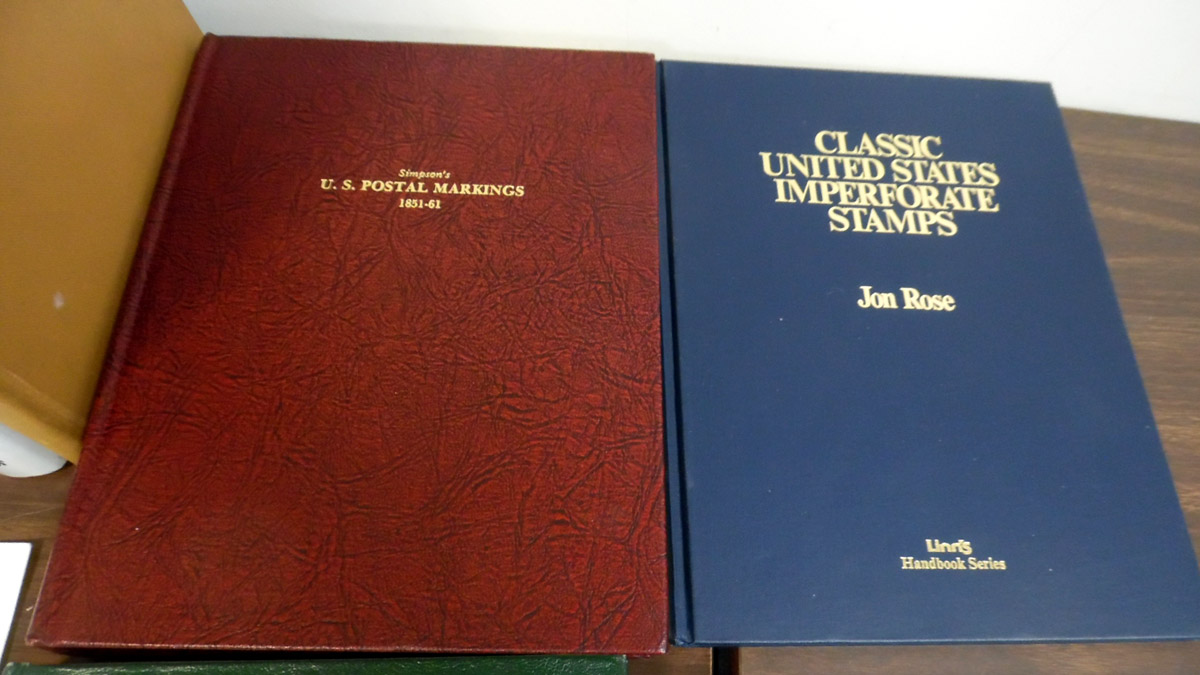 Simpson's
U. S. POSTAL MARKINGS
1851-61
CLASSIC
UNITED STATES
IMPERFORATE
STAMPS
Jon Rose
Linn's
Handbook Series